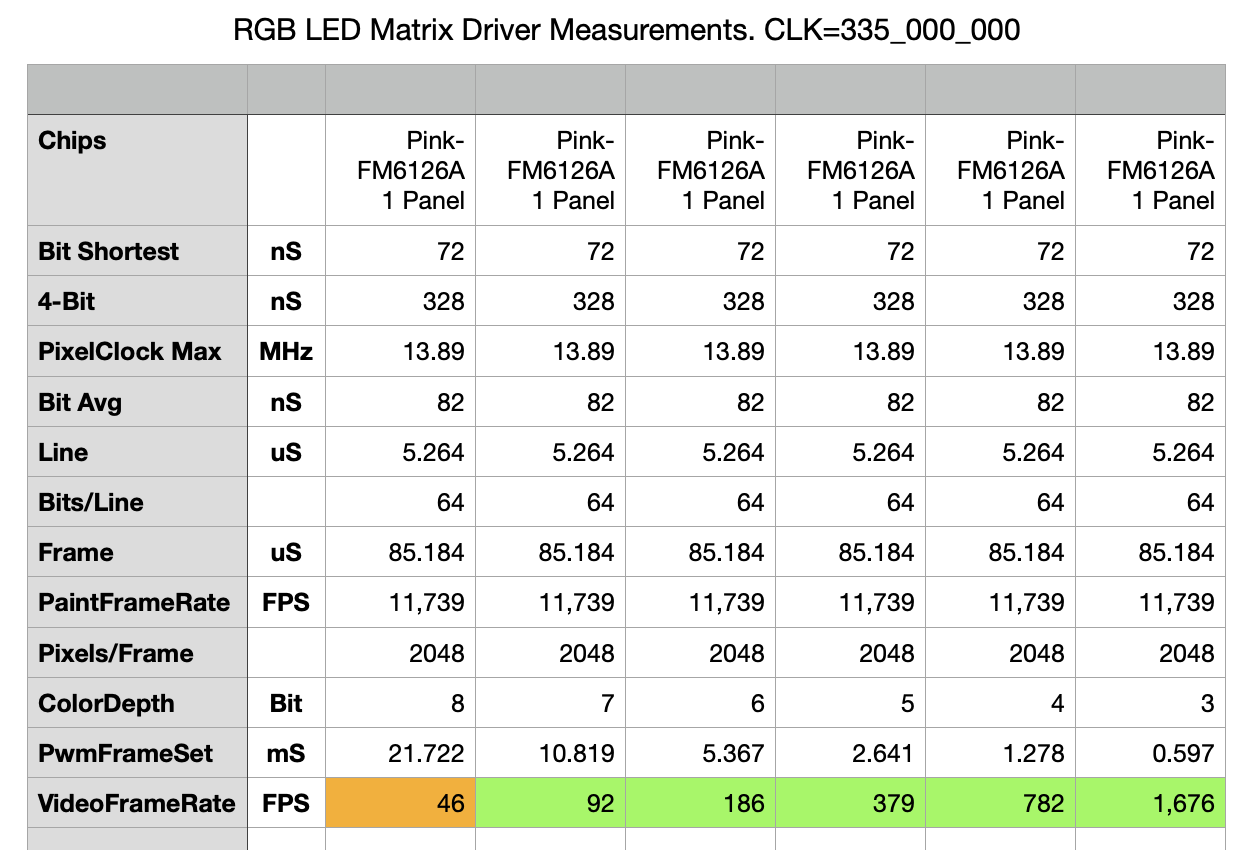 RGB LED Matrix Driver Measurements. CLK=335_000_000
Chips Pink-FM6126A 1 Panel Pink-FM6126A 1 Panel Pink-FM6126A 1 Panel Pink-FM6126A 1 Panel Pink-FM6126A 1 Panel Pink-FM6126A 1 Panel
Bit Shortest nS 72 72 72 72 72 72
4-Bit nS 328 328 328 328 328 328
PixelClock Max MHz 13.89 13.89 13.89 13.89 13.89 13.89
Bit Avg nS 82 82 82 82 82 82
Line uS 5.264 5.264 5.264 5.264 5.264 5.264
Bits/Line 64 64 64 64 64 64
Frame uS 85.184 85.184 85.184 85.184 85.184 85.184
PaintFrameRate FPS 11,739 11,739 11,739 11,739 11,739 11,739
Pixels/Frame 2048 2048 2048 2048 2048 2048
ColorDepth Bit 8 7 6 5 4 3
PwmFrameSet mS 21.722 10.819 5.367 2.641 1.278 0.597
VideoFrameRate FPS 46 92 186 379 782 1,676